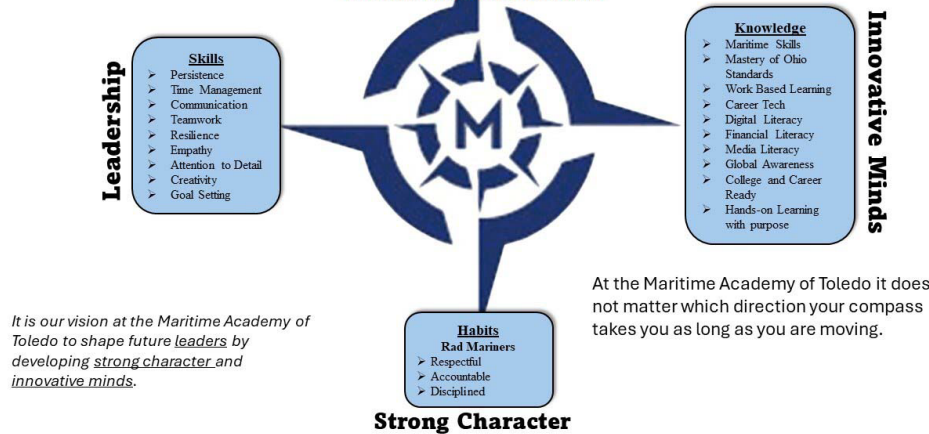 Leadership
Skills
Persistence
Time Management
Communication
Teamwork
Resilience
Empathy
Attention to Detail
Creativity
Goal Setting
M
Knowledge
Maritime Skills
Mastery of Ohio
Standards
Work Based Learning
Career Tech
Digital Literacy
Financial Literacy
Media Literacy
Global Awareness
College and Career
Ready
Hands-on Learning
with purpose
Innovative Minds
It is our vision at the Maritime Academy of
Toledo to shape future leaders by
developing strong character and
innovative minds.
Habits
Rad Mariners
Respectful
Accountable
Disciplined
Strong Character
At the Maritime Academy of Toledo it does
not matter which direction your compass
takes you as long as you are moving.